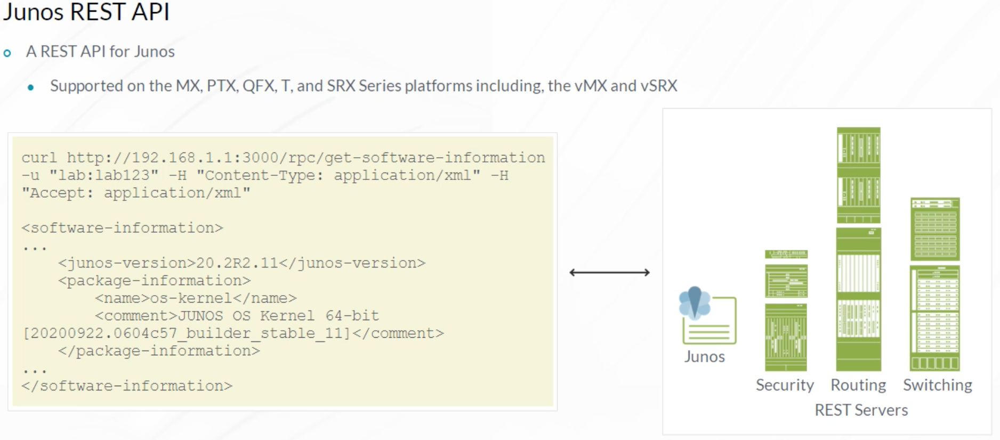 Junos REST API
A REST API for Junos
Supported on the MX, PTX, QFX, T, and SRX Series platforms including, the vMX and vSRX
curl http://192.168.1.1:3000/rpc/get-software-information
-u "lab:lab123" -H "Content-Type: application/xml" -H
"Accept: application/xml"
<software-information>
...
<junos-version>20.2R2.11</junos-version>
<package-information>
<name>os-kernel</name>
<comment>JUNOS OS Kernel 64-bit
[20200922.0604c57_builder_stable_11]</comment>
</package-information>
...
</software-information>
Junos
Security
Routing
Switching
REST Servers